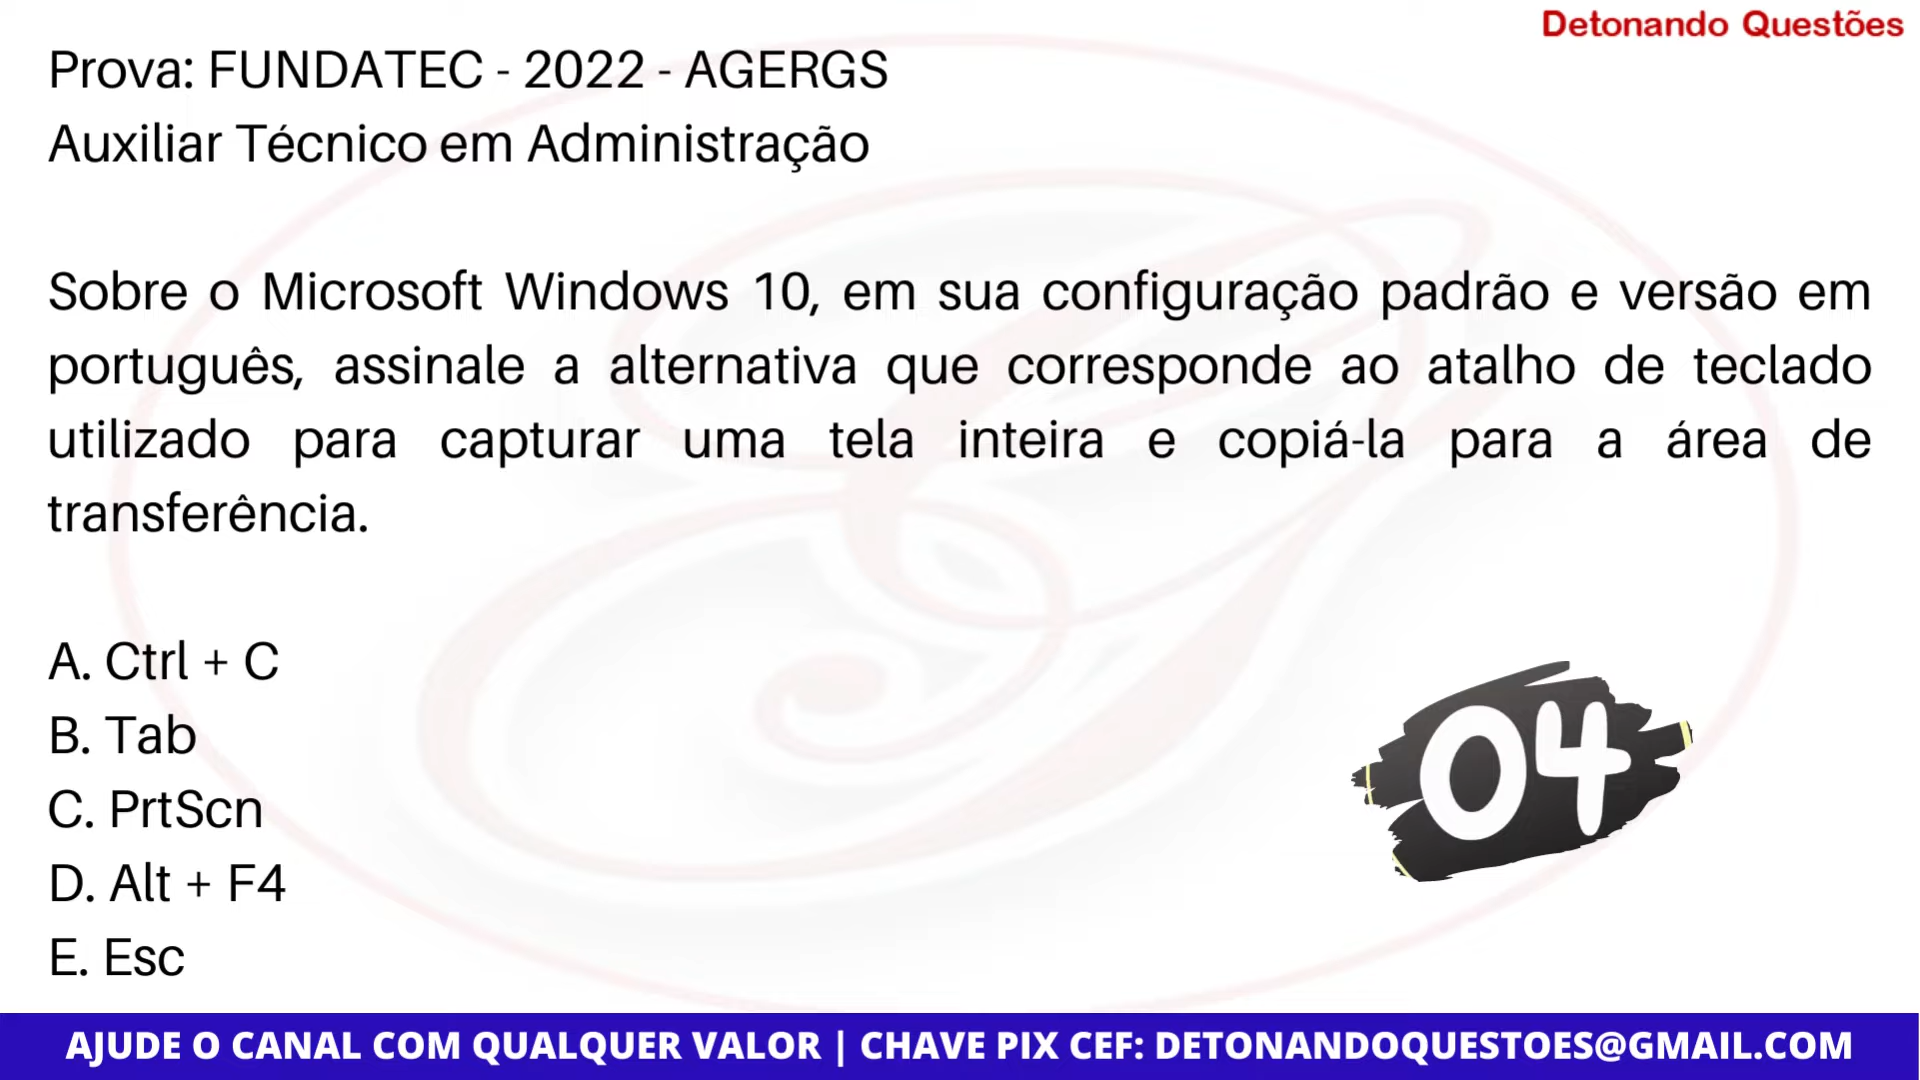 Detonando Questões
Prova: FUNDATEC - 2022 - AGERGS
Auxiliar Técnico em Administração
Sobre o Microsoft Windows 10, em sua configuração padrão e versão em
português, assinale a alternativa que corresponde ao atalho de teclado
utilizado para capturar uma tela inteira e copiá-la para a área de
transferência.
A. Ctrl + C
B. Tab
C. PrtScn
D. Alt + F4
E. Esc
04
AJUDE O CANAL COM QUALQUER VALOR | CHAVE PIX CEF: DETONANDOQUESTOES@GMAIL.COM